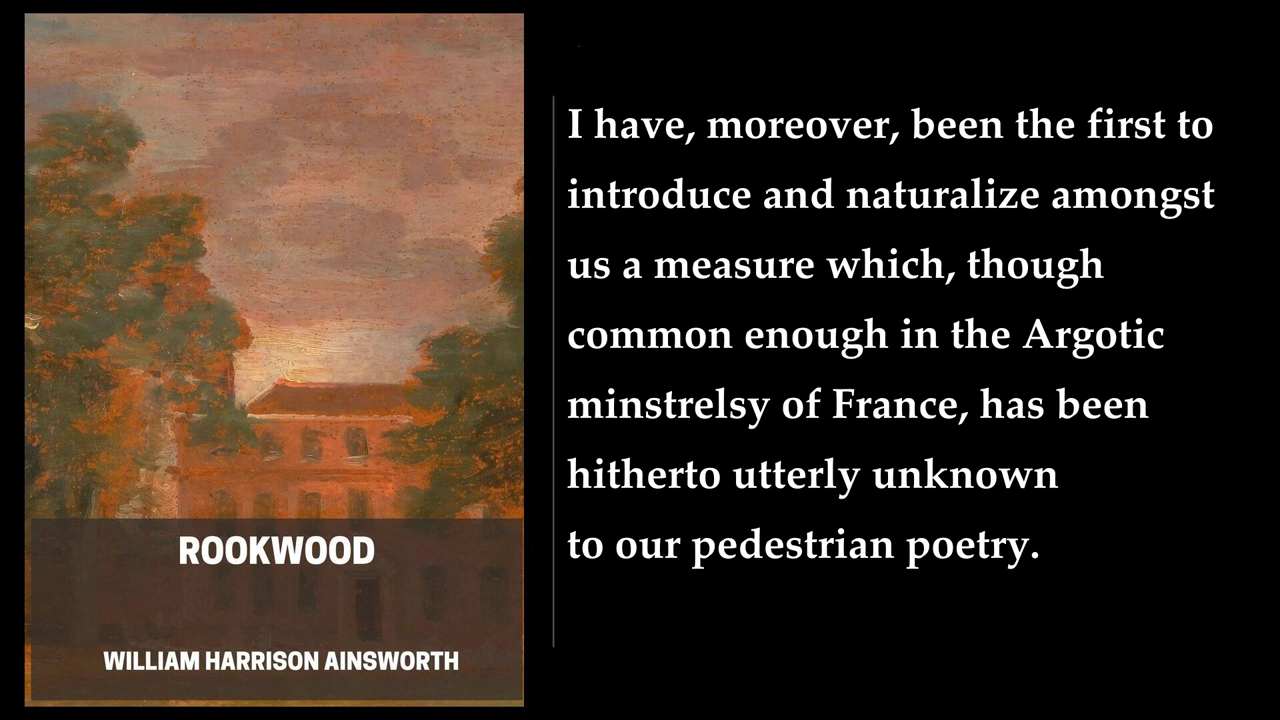 ROOKWOOD
WILLIAM HARRISON AINSWORTH
I have, moreover, been the first to
introduce and naturalize amongst
us a measure which, though
common enough in the Argotic
minstrelsy of France, has been
hitherto utterly unknown
to our pedestrian poetry.